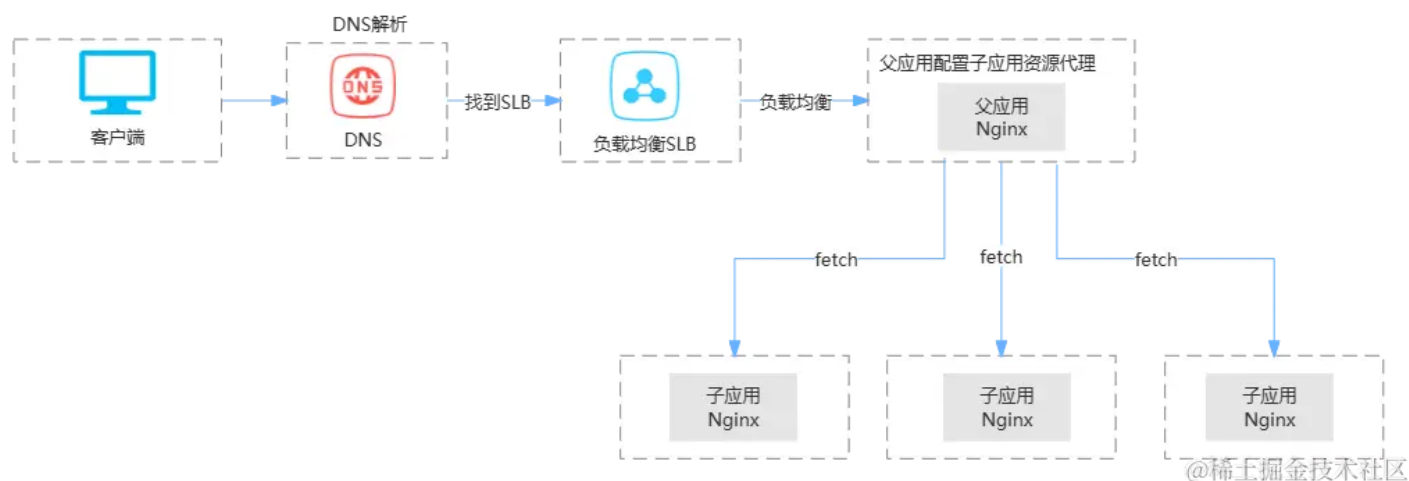 DNS解析
DNS
客户端
DNS
找到SLB
负载均衡SLB
负载均衡
父应用配置子应用资源代理
父应用
Nginx
fetch
fetch
fetch
子应用
Nginx
子应用
Nginx
子应用
Nginx
@稀土掘金技术社区